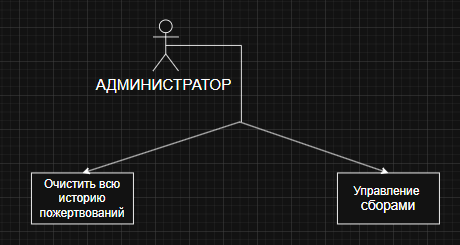 АДМИНИСТРАТОР
Очистить всю
историю
пожертвований
Управление
сборами